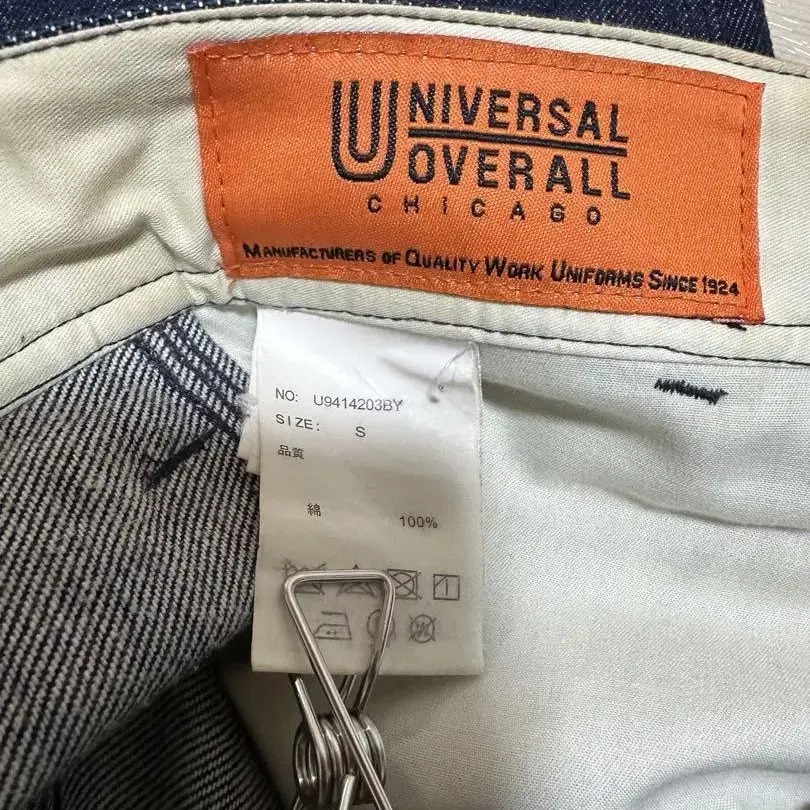 UNIVERSAL
OVERALL
CHICAGO
MANUFACTURERS OF QUALITY WORK UNIFORMS SINCE 1924
NO: U9414203BY
SIZE: S
品質
綿 100%